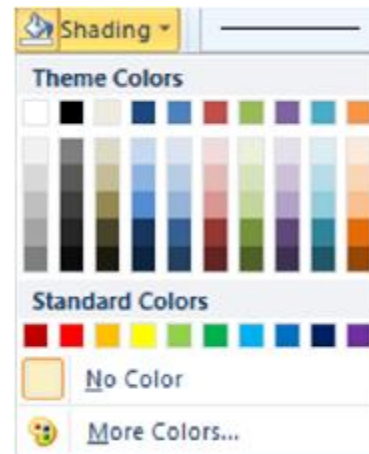 Shading
Theme Colors
Standard Colors
No Color
More Colors...